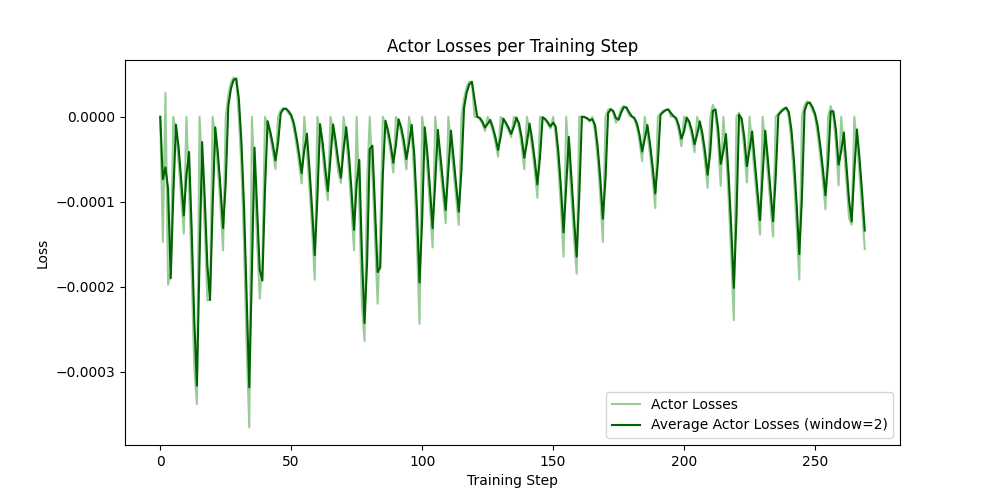 Actor Losses per Training Step
Loss
0.0000
−0.0001
−0.0002
−0.0003
0
50
100
150
200
250
Training Step
Actor Losses
Average Actor Losses (window=2)